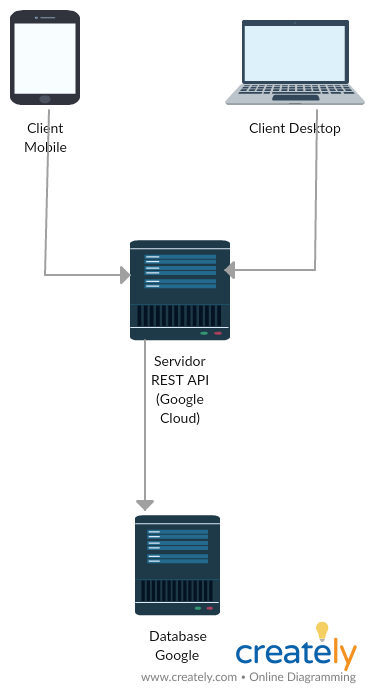 Client
Mobile
Client Desktop
Servidor
REST API
(Google
Cloud)
Database
Google
creately
www.creately.com • Online Diagramming